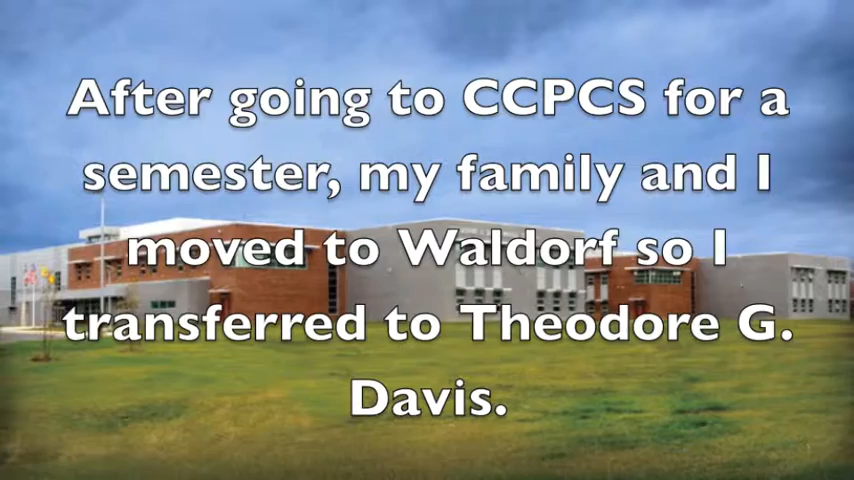 After going to CCPCS for a
semester, my family and I
moved to Waldorf so I
transferred to Theodore G.
Davis.